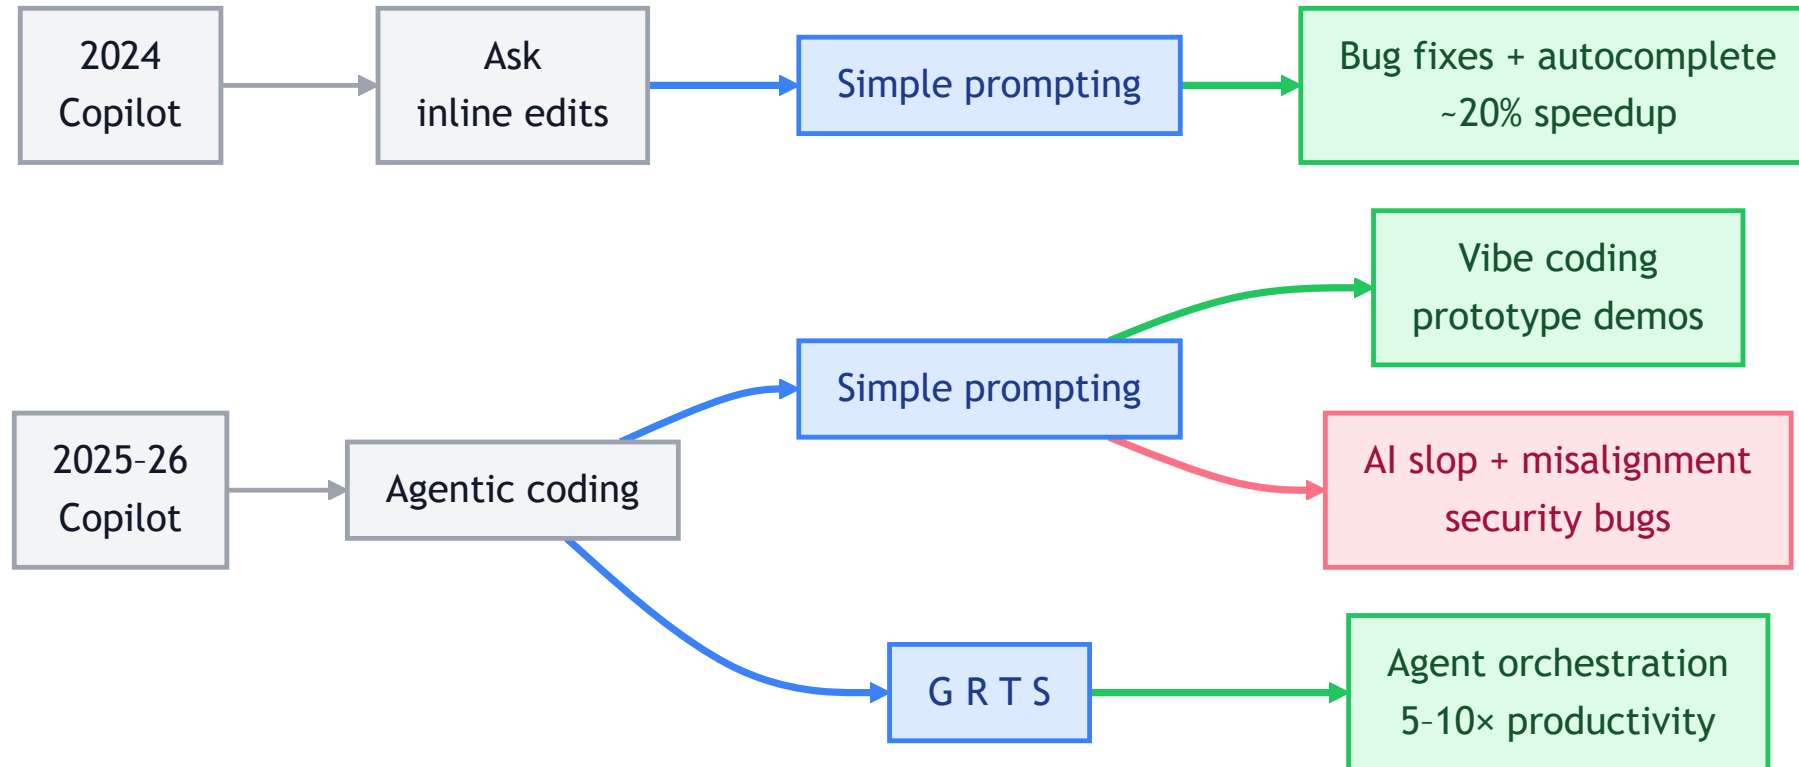 2024
Copilot
Ask
inline edits
Simple prompting
Bug fixes + autocomplete
~20% speedup
2025–26
Copilot
Agentic coding
Simple prompting
Vibe coding
prototype demos
AI slop + misalignment
security bugs
G R T S
Agent orchestration
5–10× productivity